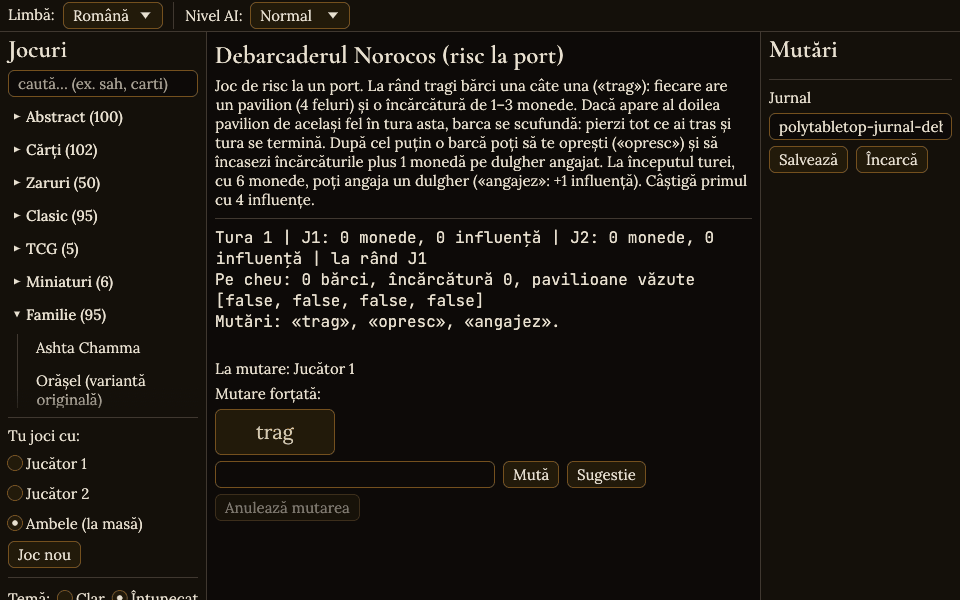 Limbă: Română Nivel AI: Normal
Jocuri
caută... (ex. sah, carti)
Abstract (100)
Cărți (102)
Zaruri (50)
Clasic (95)
TCG (5)
Miniaturi (6)
Familie (95)
Ashta Chamma
Orășel (variantă
originală)
Tu joci cu:
Jucător 1
Jucător 2
Ambele (la masă)
Joc nou
Temă: Clar Întunecat
Debarcaderul Norocos (risc la port)
Joc de risc la un port. La rând tragi bărci una câte una («trag»): fiecare are
un pavilion (4 feluri) și o încărcătură de 1–3 monede. Dacă apare al doilea
pavilion de același fel în tura asta, barca se scufundă: pierzi tot ce ai tras și
tura se termină. După cel puțin o barcă poți să te oprești («opresc») și să
încasezi încărcăturile plus 1 monedă pe dulgher angajat. La începutul turei,
cu 6 monede, poți angaja un dulgher («angajez»: +1 influență). Câștigă primul
cu 4 influențe.
Tura 1 | J1: 0 monede, 0 influență | J2: 0 monede, 0
influență | la rând J1
Pe cheu: 0 bărci, încărcătură 0, pavilioane văzute
[false, false, false, false]
Mutări: «trag», «opresc», «angajez».
La mutare: Jucător 1
Mutare forțată:
trag
Mută Sugestie
Anulează mutarea
Mutări
Jurnal
polytabletop-jurnal-deb
Salvează Încarcă